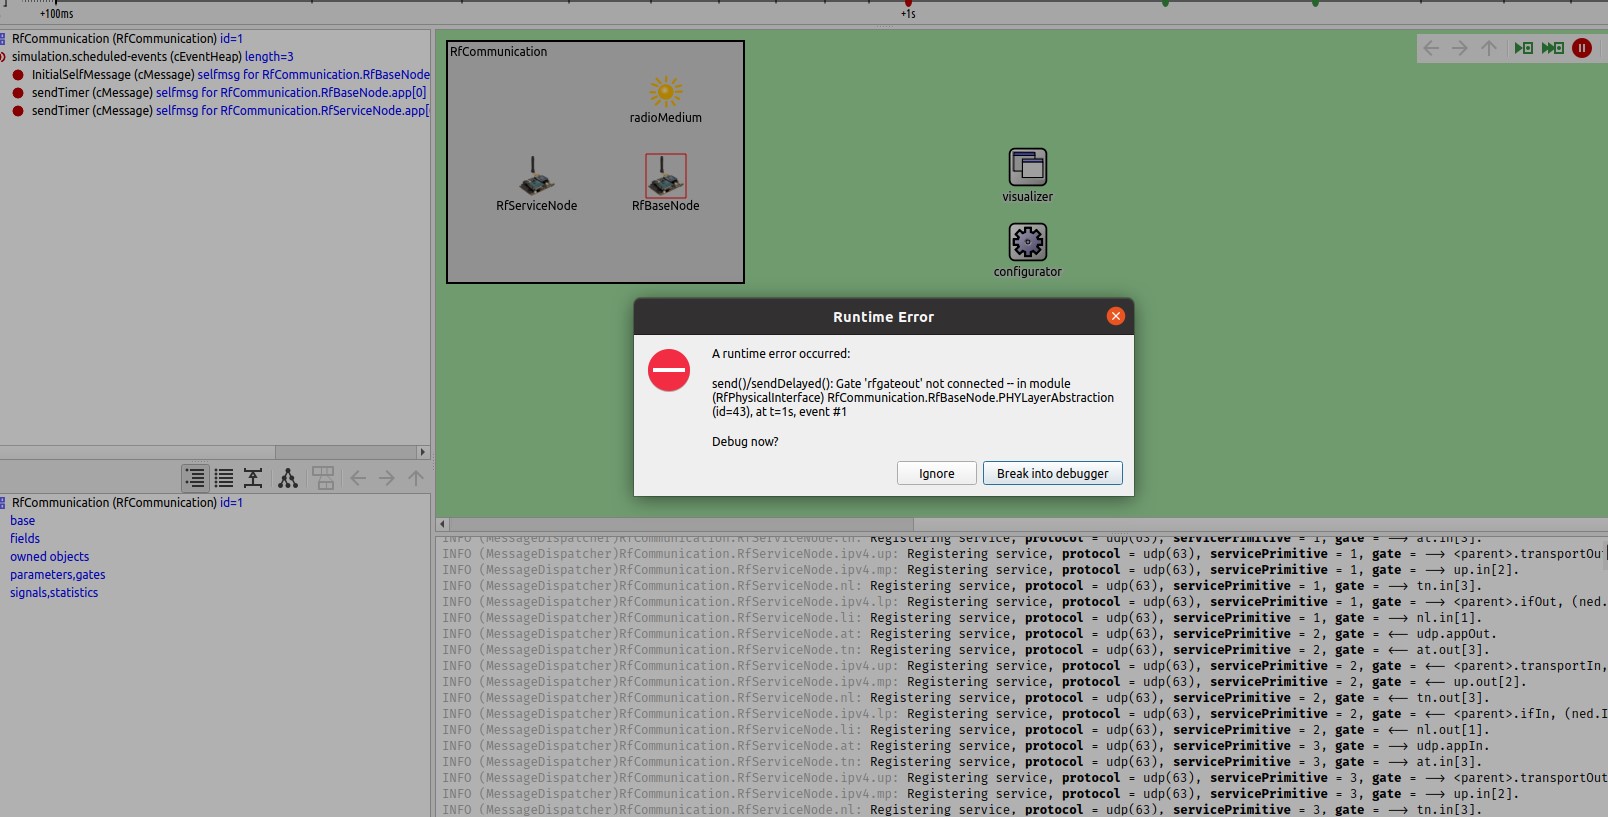 +100ms
+1s
RfCommunication (RfCommunication) id=1
simulation.scheduled-events (cEventHeap) length=3
InitialSelfMessage (cMessage) selfmsg for RfCommunication.RfBaseNode
sendTimer (cMessage) selfmsg for RfCommunication.RfBaseNode.app[0]
sendTimer (cMessage) selfmsg for RfCommunication.RfServiceNode.app[
RfCommunication
radioMedium
RfServiceNode
RfBaseNode
visualizer
configurator
Runtime Error
A runtime error occurred:
send()/sendDelayed(): Gate 'rfgateout' not connected -- in module
(RfPhysicalInterface) RfCommunication.RfBaseNode.PHYLayerAbstraction
(id=43), at t=1s, event #1
Debug now?
Ignore
Break into debugger
RfCommunication (RfCommunication) id=1
base
fields
owned objects
parameters,gates
signals,statistics
INFO (MessageDispatcher)RfCommunication.RfServiceNode.tn: Registering service, protocol = udp(63), servicePrimitive = 1, gate = --> at.in[3].
INFO (MessageDispatcher)RfCommunication.RfServiceNode.ipv4.up: Registering service, protocol = udp(63), servicePrimitive = 1, gate = --> <parent>.transportOu
INFO (MessageDispatcher)RfCommunication.RfServiceNode.ipv4.mp: Registering service, protocol = udp(63), servicePrimitive = 1, gate = --> up.in[2].
INFO (MessageDispatcher)RfCommunication.RfServiceNode.nl: Registering service, protocol = udp(63), servicePrimitive = 1, gate = --> tn.in[3].
INFO (MessageDispatcher)RfCommunication.RfServiceNode.ipv4.lp: Registering service, protocol = udp(63), servicePrimitive = 1, gate = --> <parent>.ifOut, (ned.
INFO (MessageDispatcher)RfCommunication.RfServiceNode.li: Registering service, protocol = udp(63), servicePrimitive = 1, gate = --> nl.in[1].
INFO (MessageDispatcher)RfCommunication.RfServiceNode.at: Registering service, protocol = udp(63), servicePrimitive = 2, gate = <-- udp.appOut.
INFO (MessageDispatcher)RfCommunication.RfServiceNode.tn: Registering service, protocol = udp(63), servicePrimitive = 2, gate = <-- at.out[3].
INFO (MessageDispatcher)RfCommunication.RfServiceNode.ipv4.up: Registering service, protocol = udp(63), servicePrimitive = 2, gate = <-- <parent>.transportIn,
INFO (MessageDispatcher)RfCommunication.RfServiceNode.ipv4.mp: Registering service, protocol = udp(63), servicePrimitive = 2, gate = <-- up.out[2].
INFO (MessageDispatcher)RfCommunication.RfServiceNode.nl: Registering service, protocol = udp(63), servicePrimitive = 2, gate = <-- tn.out[3].
INFO (MessageDispatcher)RfCommunication.RfServiceNode.ipv4.lp: Registering service, protocol = udp(63), servicePrimitive = 2, gate = <-- <parent>.ifIn, (ned.I
INFO (MessageDispatcher)RfCommunication.RfServiceNode.li: Registering service, protocol = udp(63), servicePrimitive = 2, gate = <-- nl.out[1].
INFO (MessageDispatcher)RfCommunication.RfServiceNode.at: Registering service, protocol = udp(63), servicePrimitive = 3, gate = --> udp.appIn.
INFO (MessageDispatcher)RfCommunication.RfServiceNode.tn: Registering service, protocol = udp(63), servicePrimitive = 3, gate = --> at.in[3].
INFO (MessageDispatcher)RfCommunication.RfServiceNode.ipv4.up: Registering service, protocol = udp(63), servicePrimitive = 3, gate = --> <parent>.transportOut
INFO (MessageDispatcher)RfCommunication.RfServiceNode.ipv4.mp: Registering service, protocol = udp(63), servicePrimitive = 3, gate = --> up.in[2].
INFO (MessageDispatcher)RfCommunication.RfServiceNode.nl: Registering service, protocol = udp(63), servicePrimitive = 3, gate = --> tn.in[3].